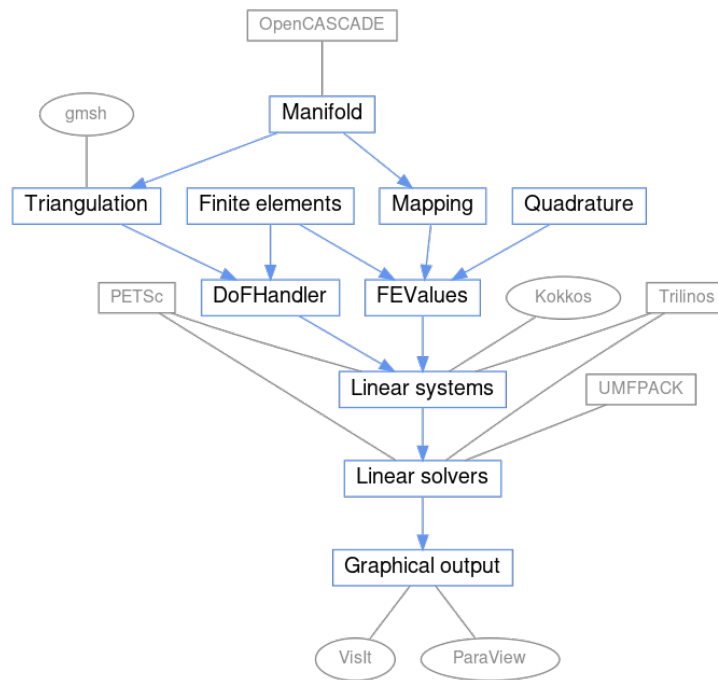 OpenCASCADE
gmsh
Manifold
Triangulation
Finite elements
Mapping
Quadrature
PETSc
DoFHandler
FEValues
Kokkos
Trilinos
Linear systems
UMFPACK
Linear solvers
Graphical output
VisIt
ParaView